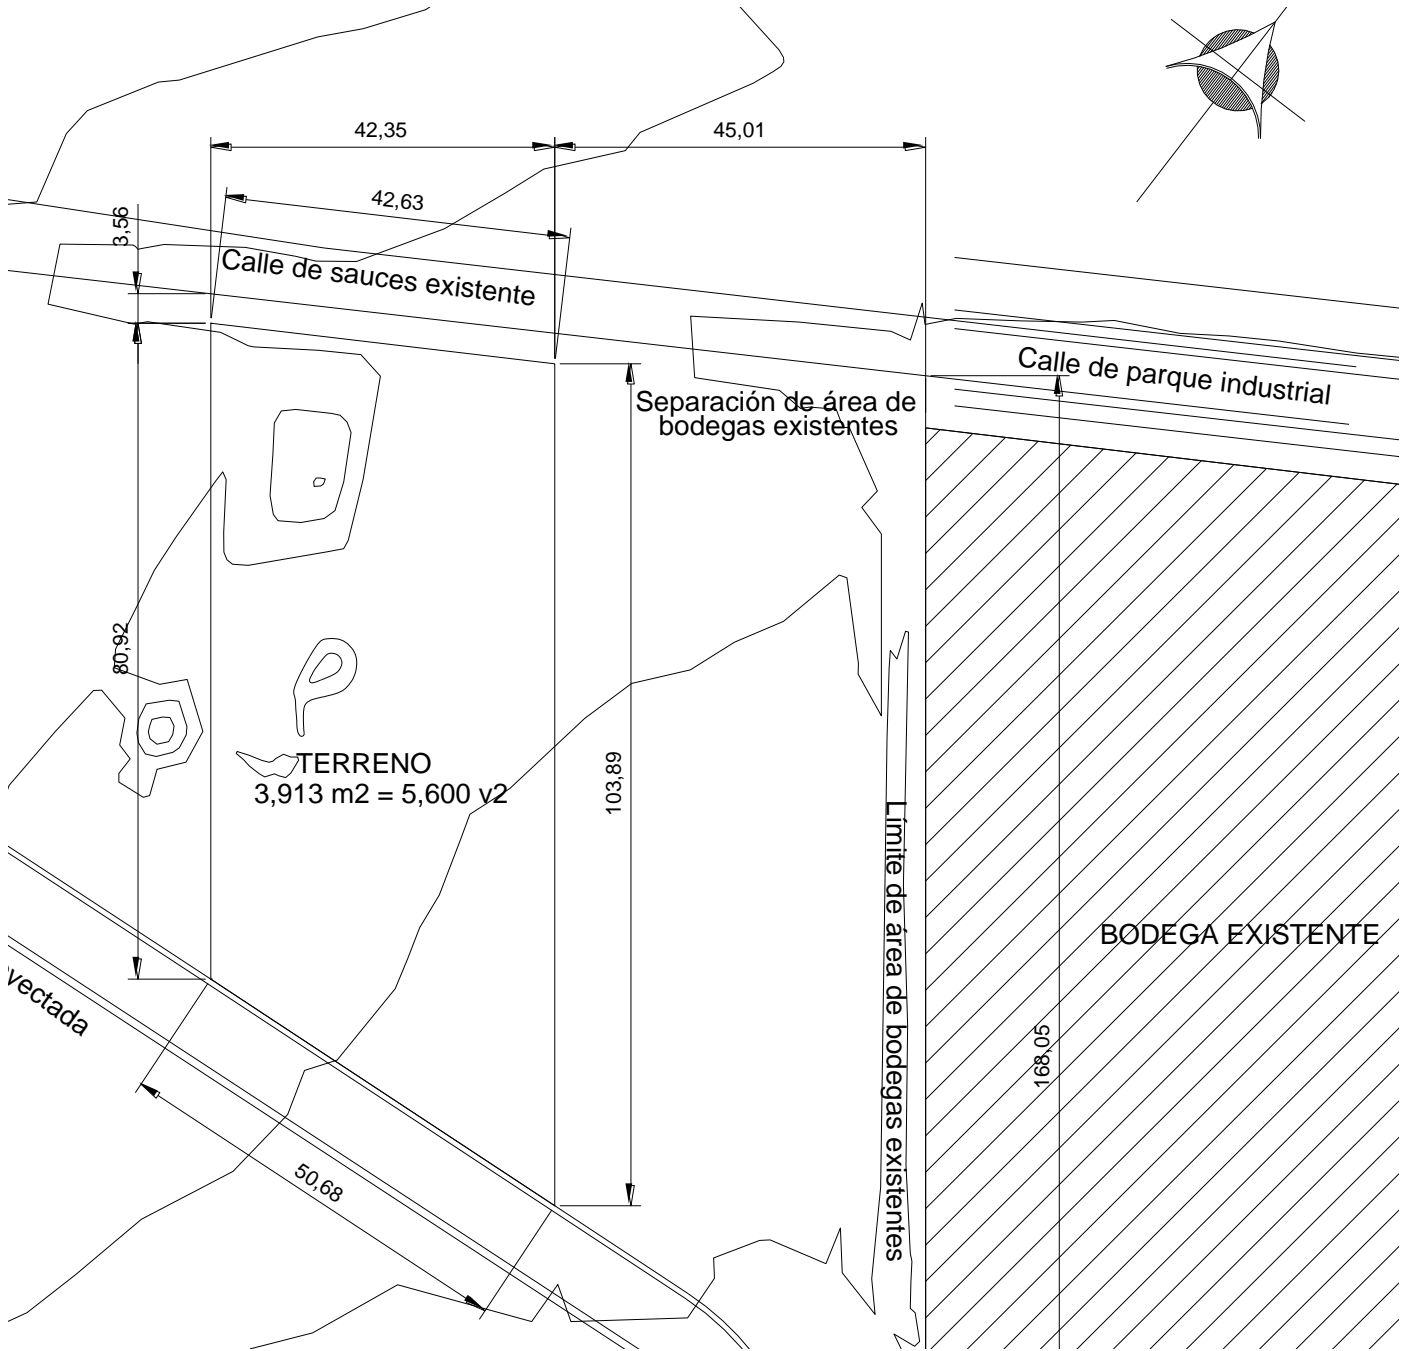 42,35
45,01
42,63
3,56
Calle de sauces existente
Calle de parque industrial
Separación de área de
bodegas existentes
80,92
TERRENO
3,913 m2 = 5,600 v2
103,89
Límite de área de bodegas existentes
BODEGA EXISTENTE
yectada
168,05
50,68